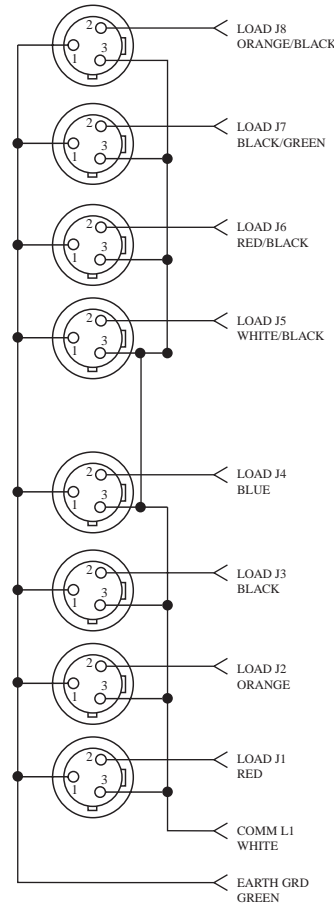 2
LOAD J8
3
ORANGE/BLACK
1
2
LOAD J7
3
BLACK/GREEN
1
2
LOAD J6
3
RED/BLACK
1
2
LOAD J5
3
WHITE/BLACK
1
2
LOAD J4
3
BLUE
1
2
LOAD J3
3
BLACK
1
2
LOAD J2
3
ORANGE
1
2
LOAD J1
3
RED
1
COMM L1
WHITE
EARTH GRD
GREEN